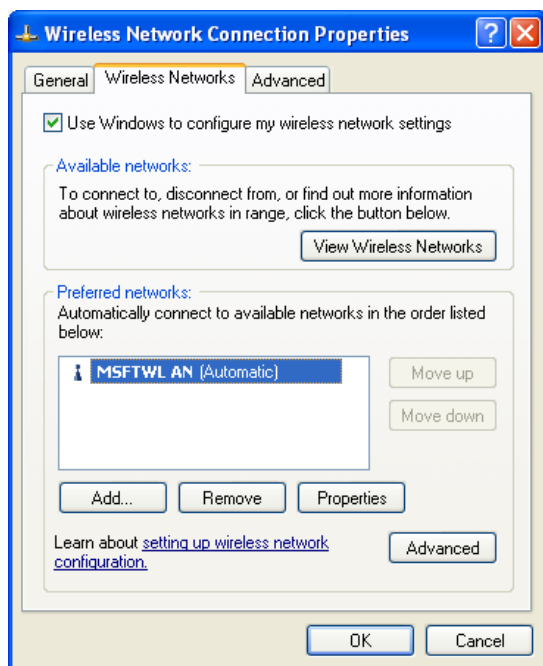 Wireless Network Connection Properties
?
General
Wireless Networks
Advanced
Use Windows to configure my wireless network settings
Available networks:
To connect to, disconnect from, or find out more information
about wireless networks in range, click the button below.
View Wireless Networks
Preferred networks:
Automatically connect to available networks in the order listed
below:
MSFTWL AN (Automatic)
Move up
Move down
Add...
Remove
Properties
Learn about setting up wireless network
configuration.
Advanced
OK
Cancel